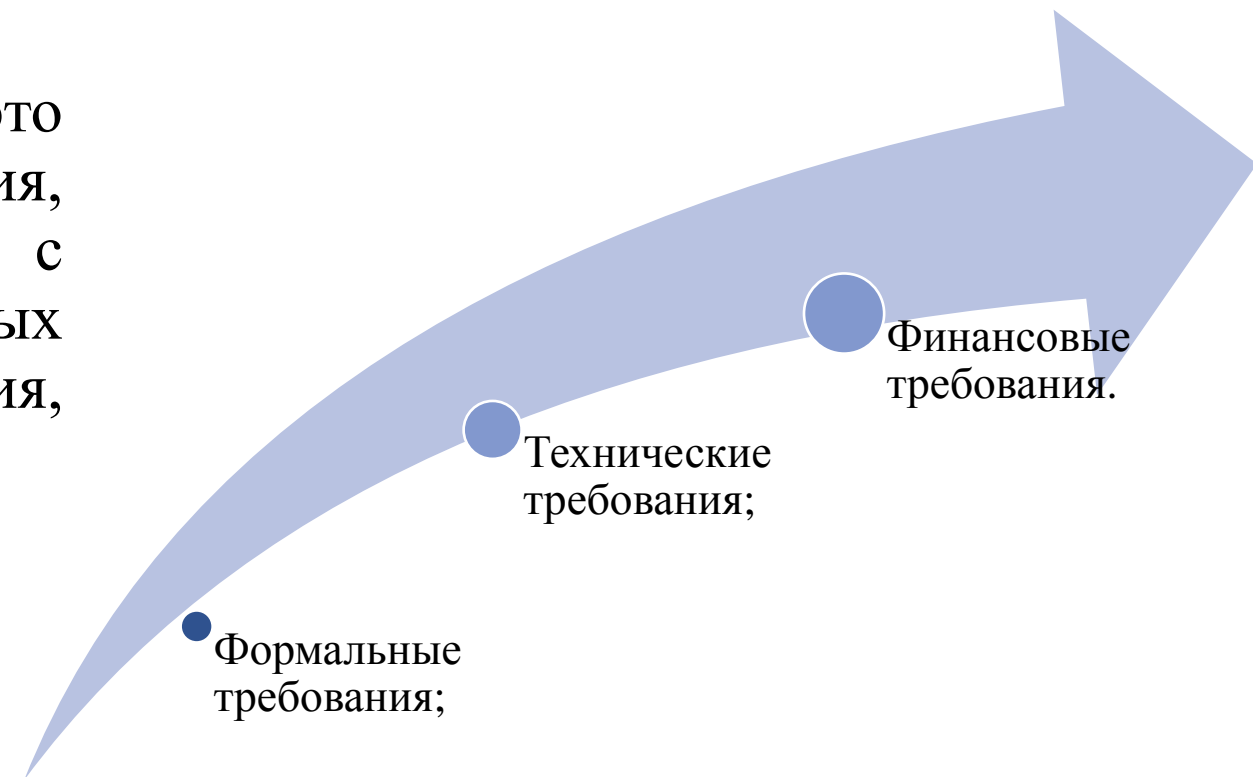 с
Финансовые
требования.
Технические
требования;
Формальные
требования;